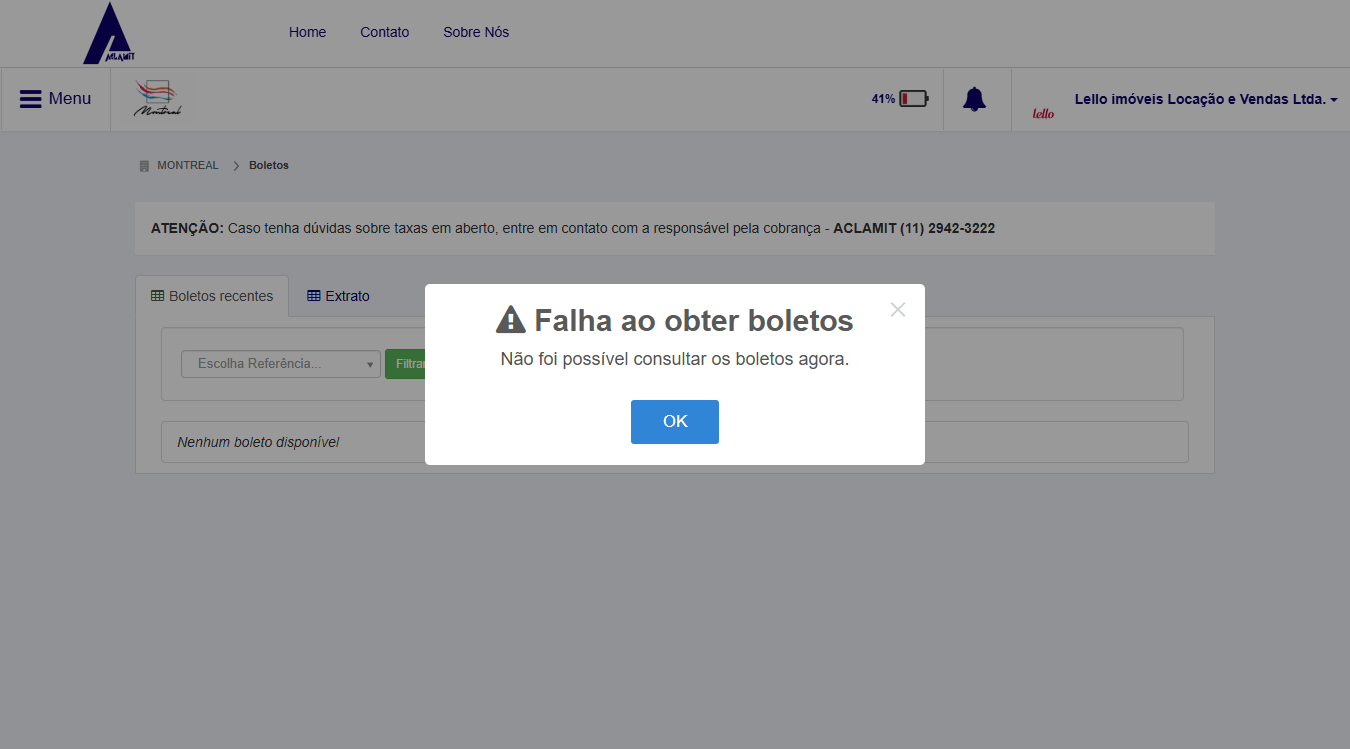 ACLAMIT
Home
Contato
Sobre Nós
Menu
Montreal
41%
lello
Lello imóveis Locação e Vendas Ltda.
MONTREAL
Boletos
ATENÇÃO: Caso tenha dúvidas sobre taxas em aberto, entre em contato com a responsável pela cobrança - ACLAMIT (11) 2942-3222
Boletos recentes
Extrato
Falha ao obter boletos
Não foi possível consultar os boletos agora.
OK
Escolha Referência...
Filtrar
Nenhum boleto disponível